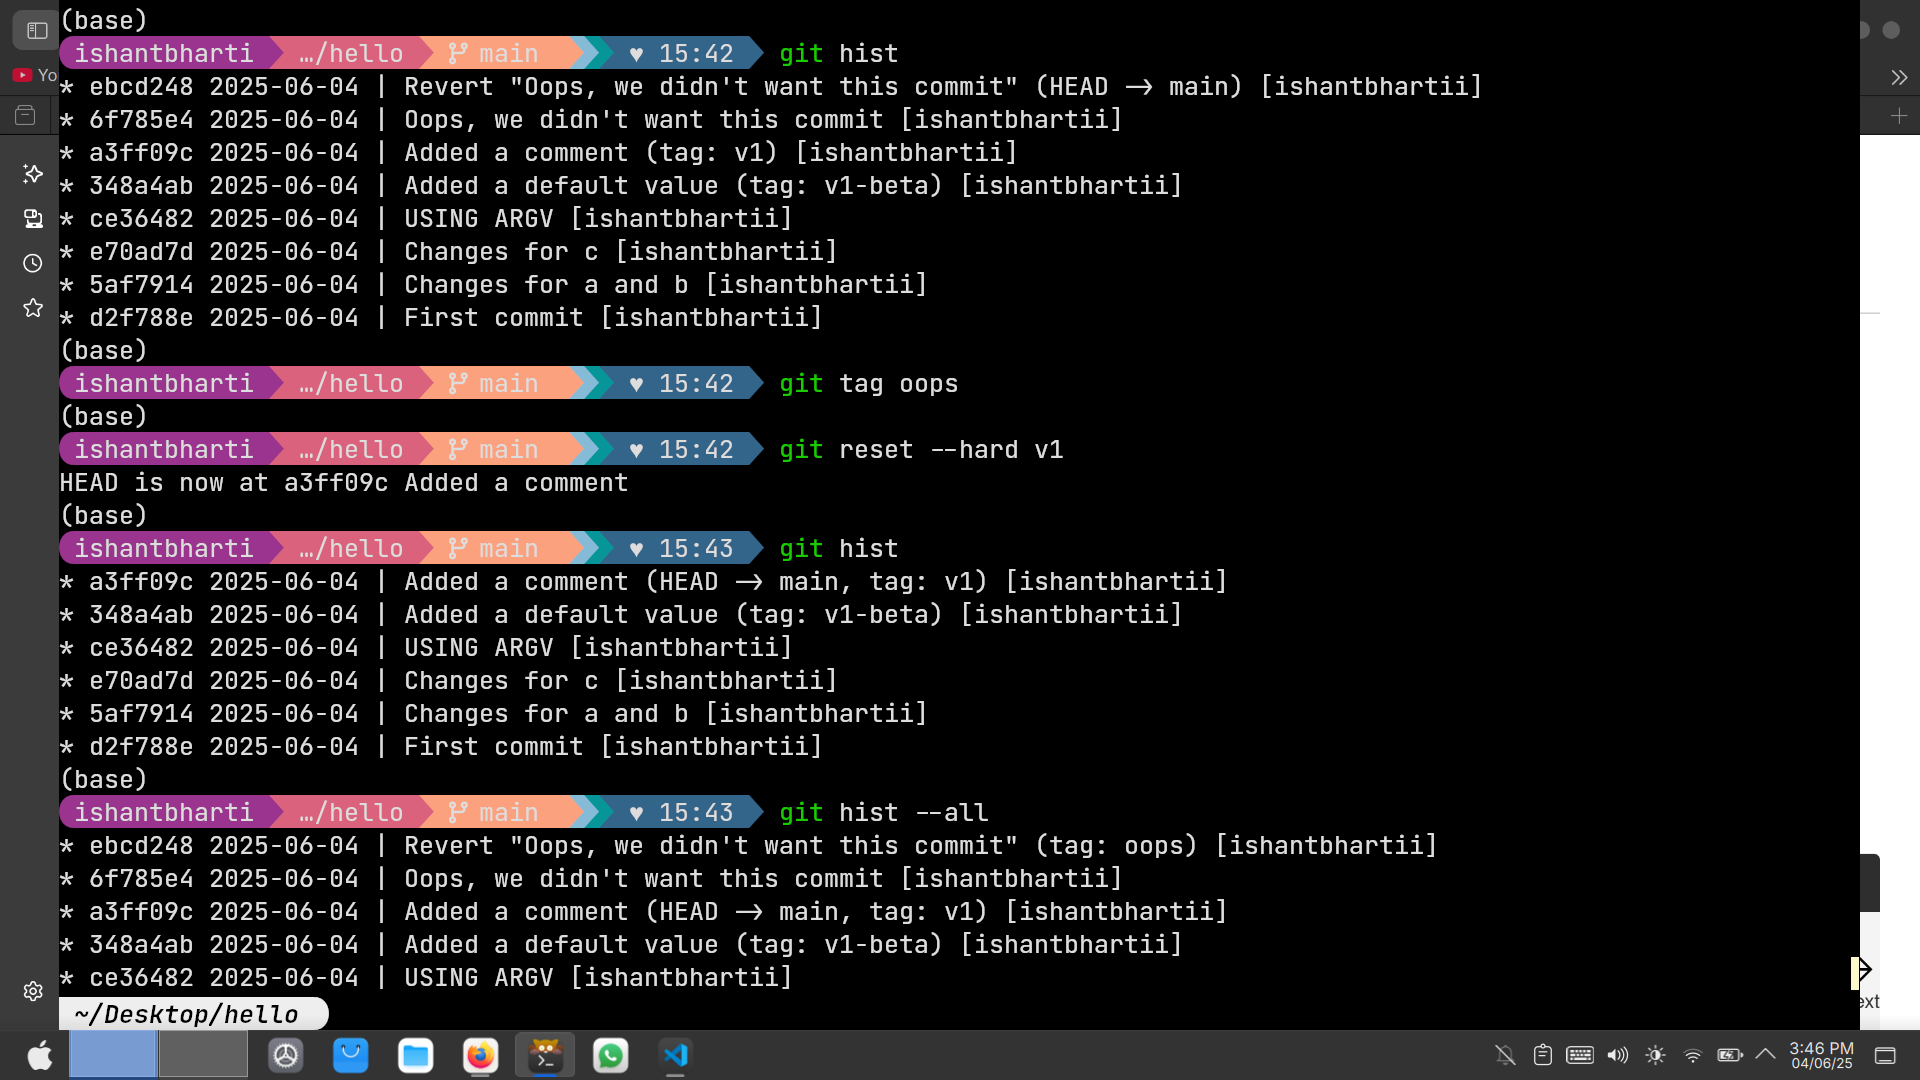 (base)
ishantbharti …/hello main ♥ 15:42 git hist
Yo
* ebcd248 2025-06-04 | Revert "Oops, we didn't want this commit" (HEAD -> main) [ishantbhartii]
* 6f785e4 2025-06-04 | Oops, we didn't want this commit [ishantbhartii]
* a3ff09c 2025-06-04 | Added a comment (tag: v1) [ishantbhartii]
* 348a4ab 2025-06-04 | Added a default value (tag: v1-beta) [ishantbhartii]
* ce36482 2025-06-04 | USING ARGV [ishantbhartii]
* e70ad7d 2025-06-04 | Changes for c [ishantbhartii]
* 5af7914 2025-06-04 | Changes for a and b [ishantbhartii]
* d2f788e 2025-06-04 | First commit [ishantbhartii]
(base)
ishantbharti …/hello main ♥ 15:42 git tag oops
(base)
ishantbharti …/hello main ♥ 15:42 git reset --hard v1
HEAD is now at a3ff09c Added a comment
(base)
ishantbharti …/hello main ♥ 15:43 git hist
* a3ff09c 2025-06-04 | Added a comment (HEAD -> main, tag: v1) [ishantbhartii]
* 348a4ab 2025-06-04 | Added a default value (tag: v1-beta) [ishantbhartii]
* ce36482 2025-06-04 | USING ARGV [ishantbhartii]
* e70ad7d 2025-06-04 | Changes for c [ishantbhartii]
* 5af7914 2025-06-04 | Changes for a and b [ishantbhartii]
* d2f788e 2025-06-04 | First commit [ishantbhartii]
(base)
ishantbharti …/hello main ♥ 15:43 git hist --all
* ebcd248 2025-06-04 | Revert "Oops, we didn't want this commit" (tag: oops) [ishantbhartii]
* 6f785e4 2025-06-04 | Oops, we didn't want this commit [ishantbhartii]
* a3ff09c 2025-06-04 | Added a comment (HEAD -> main, tag: v1) [ishantbhartii]
* 348a4ab 2025-06-04 | Added a default value (tag: v1-beta) [ishantbhartii]
* ce36482 2025-06-04 | USING ARGV [ishantbhartii]
ext
~/Desktop/hello
3:46 PM
04/06/25